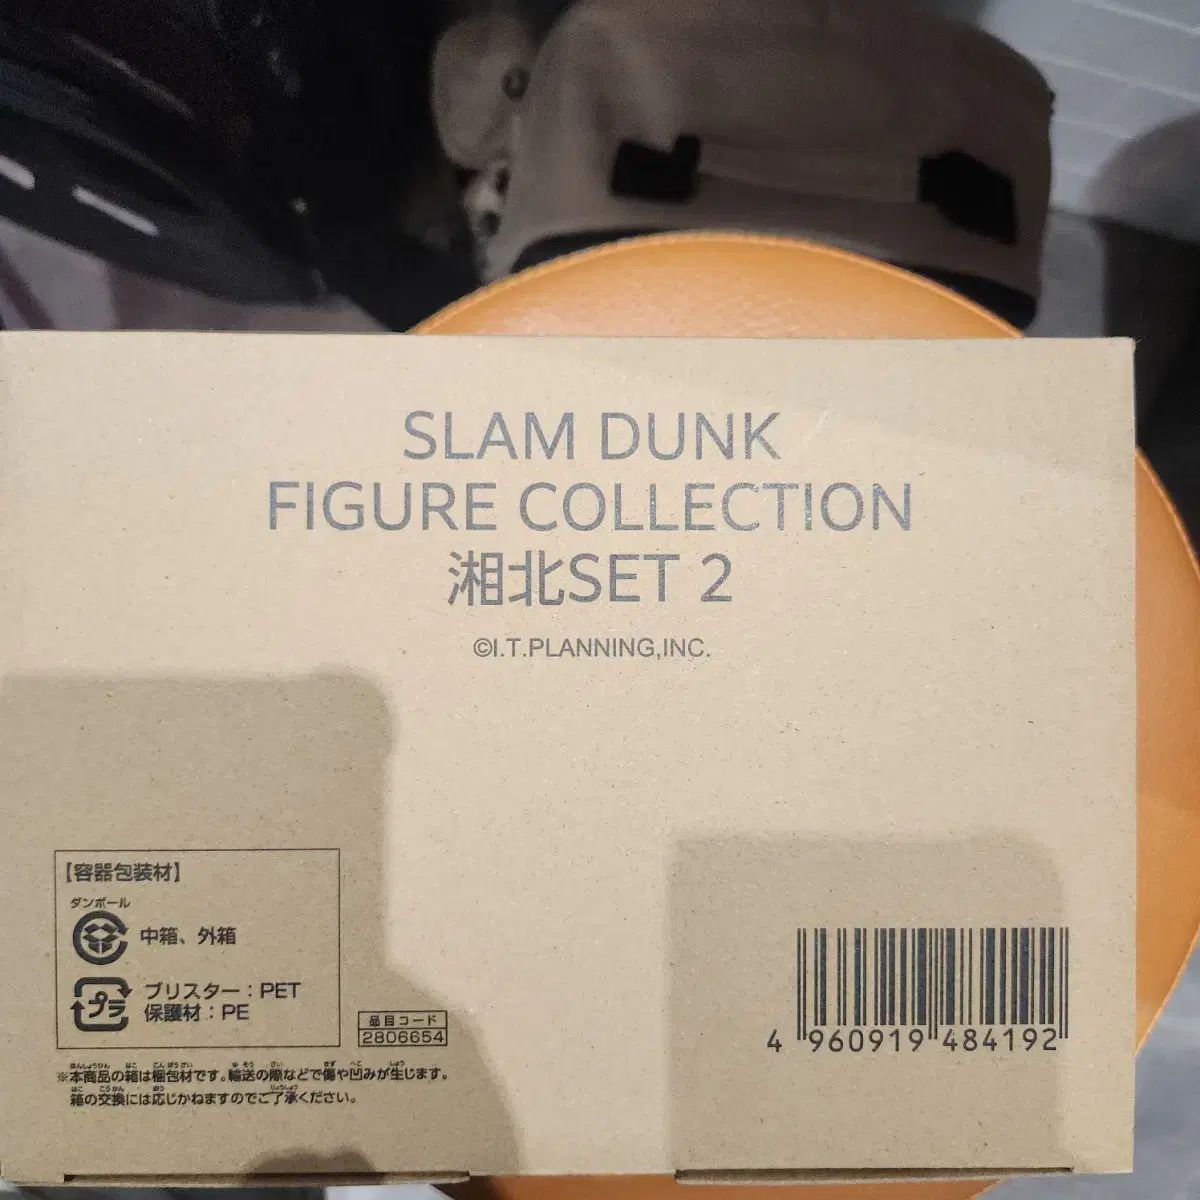 SLAM DUNK
FIGURE COLLECTION
湘北SET 2
©I.T.PLANNING,INC.
【容器包装材】
ダンボール
中箱、外箱
プラ
ブリスター：PET
保護材：PE
品目コード
2806654
※本商品の箱は梱包材です。輸送の際などで傷や凹みが生じます。
箱の交換には応じかねますのでご了承ください。
4 960919 484192